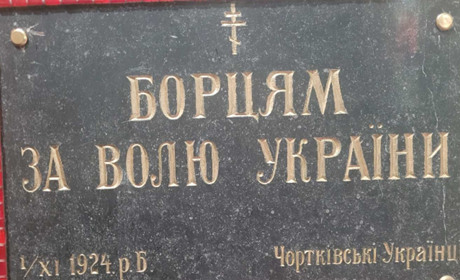 БОРЦЯМ
ЗА ВОЛЮ УКРАЇНИ
1/XI 1924.р.Б.
Чортківські Українц